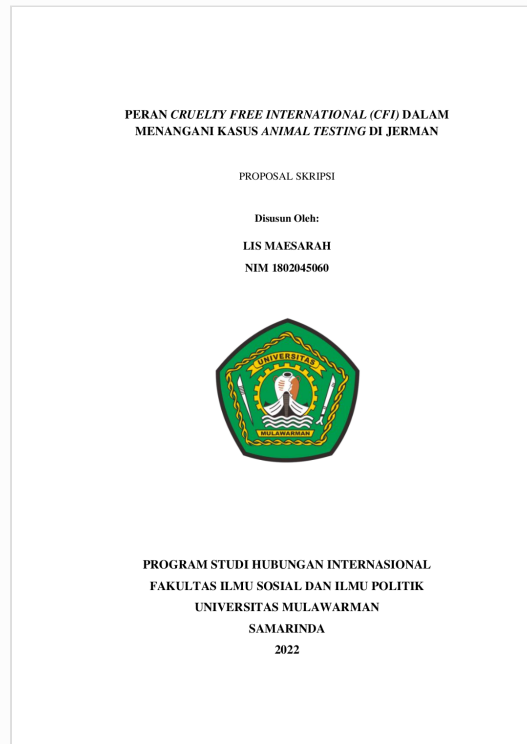 PERAN CRUELTY FREE INTERNATIONAL (CFI) DALAM
MENANGANI KASUS ANIMAL TESTING DI JERMAN
PROPOSAL SKRIPSI
Disusun Oleh:
LIS MAESARAH
NIM 1802045060
UNIVERSITAS
MULAWARMAN
PROGRAM STUDI HUBUNGAN INTERNASIONAL
FAKULTAS ILMU SOSIAL DAN ILMU POLITIK
UNIVERSITAS MULAWARMAN
SAMARINDA
2022